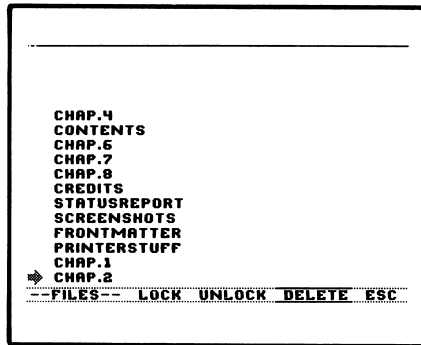 CHAP.4
CONTENTS
CHAP.6
CHAP.7
CHAP.8
CREDITS
STATUSREPORT
SCREENSHOTS
FRONTMATTER
PRINTERSTUFF
CHAP.1
CHAP.2
--FILES-- LOCK UNLOCK DELETE ESC